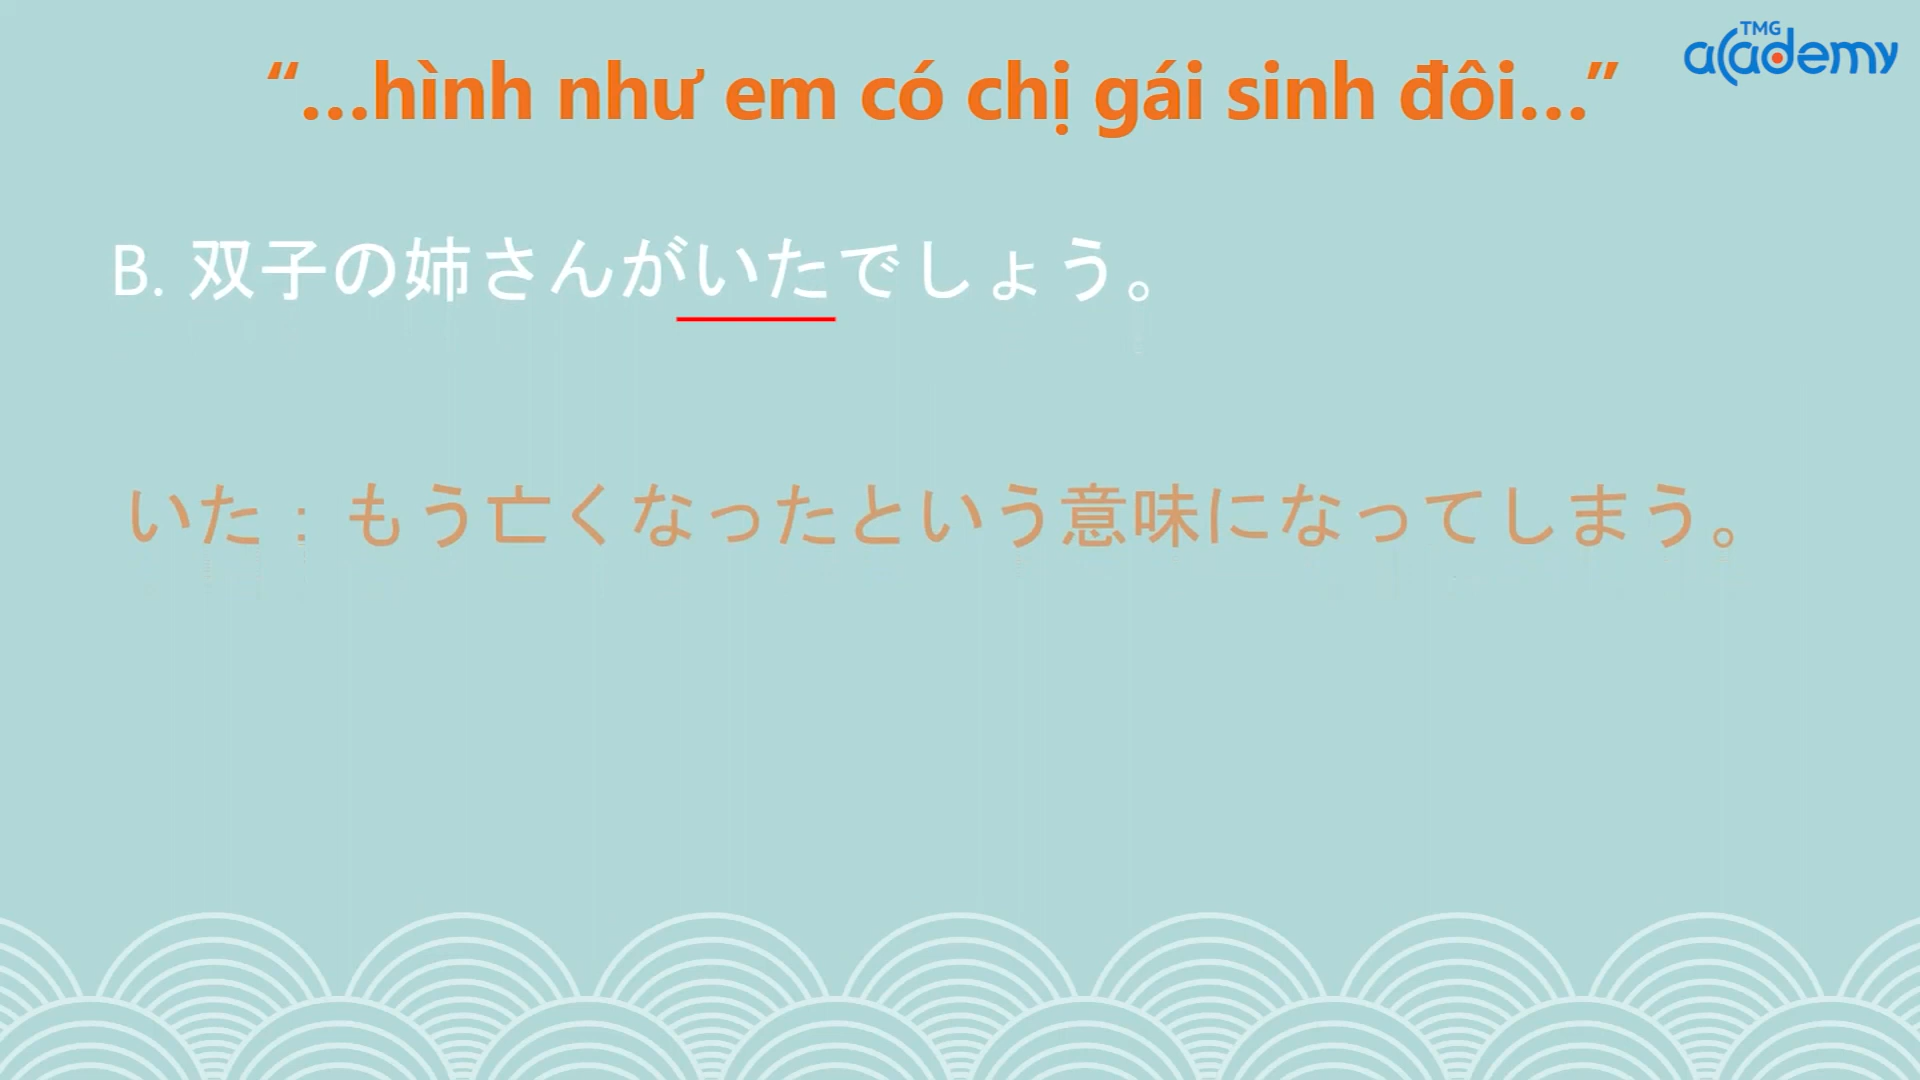 TMG
academy
“...hình như em có chị gái sinh đôi...”
B. 双子の姉さんがいたでしょう。
いた：もう亡くなったという意味になってしまう。